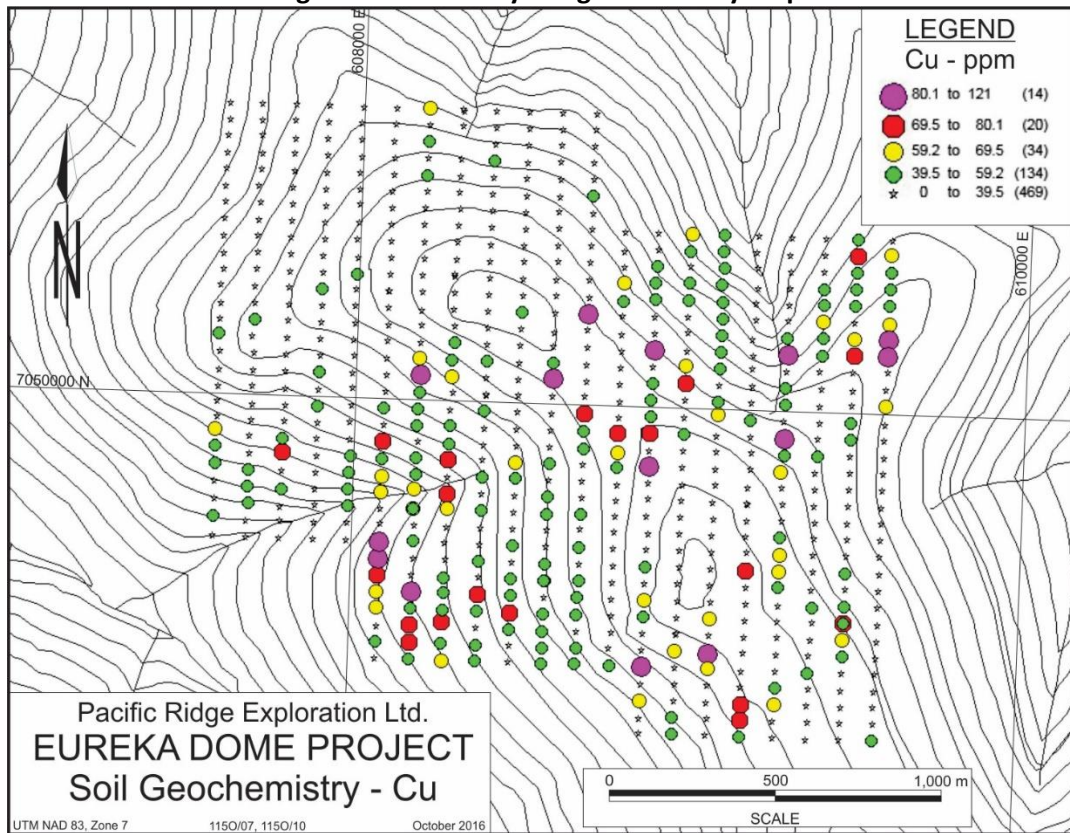 608000 E
LEGEND
Cu - ppm
80.1 to 121 (14)
69.5 to 80.1 (20)
59.2 to 69.5 (34)
39.5 to 59.2 (134)
0 to 39.5 (469)
N
610000 E
7050000 N
Pacific Ridge Exploration Ltd.
EUREKA DOME PROJECT
Soil Geochemistry - Cu
UTM NAD 83, Zone 7 115O/07, 115O/10 October 2016
0 500 1,000 m
SCALE